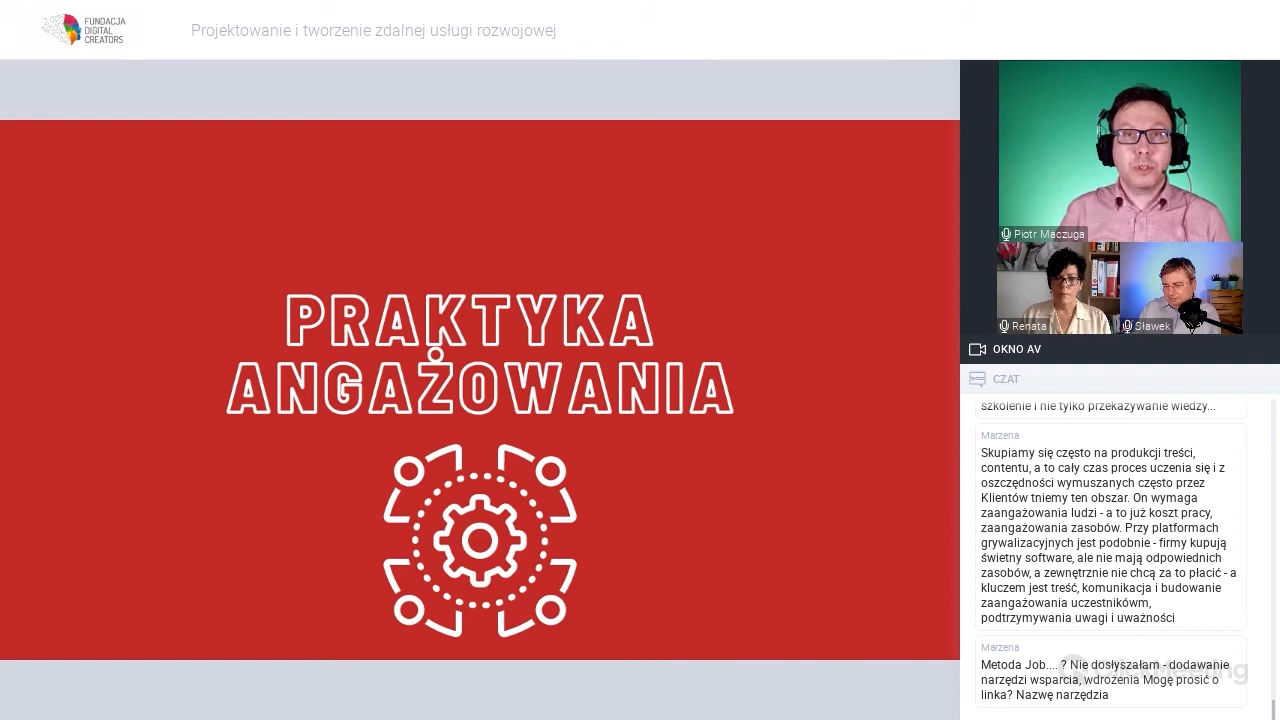 FUNDACJA
DIGITAL
CREATORS
Projektowanie i tworzenie zdalnej usługi rozwojowej
PRAKTYKA
ANGAŻOWANIA
Piotr Maczuga
Renata
Sławek
OKNO AV
CZAT
szkolenie i nie tylko przekazywanie wiedzy...
Marzena
Skupiamy się często na produkcji treści,
contentu, a to cały czas proces uczenia się i z
oszczędności wymuszanych często przez
Klientów tniemy ten obszar. On wymaga
zaangażowania ludzi - a to już koszt pracy,
zaangażowania zasobów. Przy platformach
grywalizacyjnych jest podobnie - firmy kupują
świetny software, ale nie mają odpowiednich
zasobów, a zewnętrznie nie chcą za to płacić - a
kluczem jest treść, komunikacja i budowanie
zaangażowania uczestnikówm,
podtrzymywania uwagi i uważności
Marzena
Metoda Job.... ? Nie dosłyszałam - dodawanie
narzędzi wsparcia, wdrożenia Mogę prosić o
linka? Nazwę narzędzia
ClickMeeting